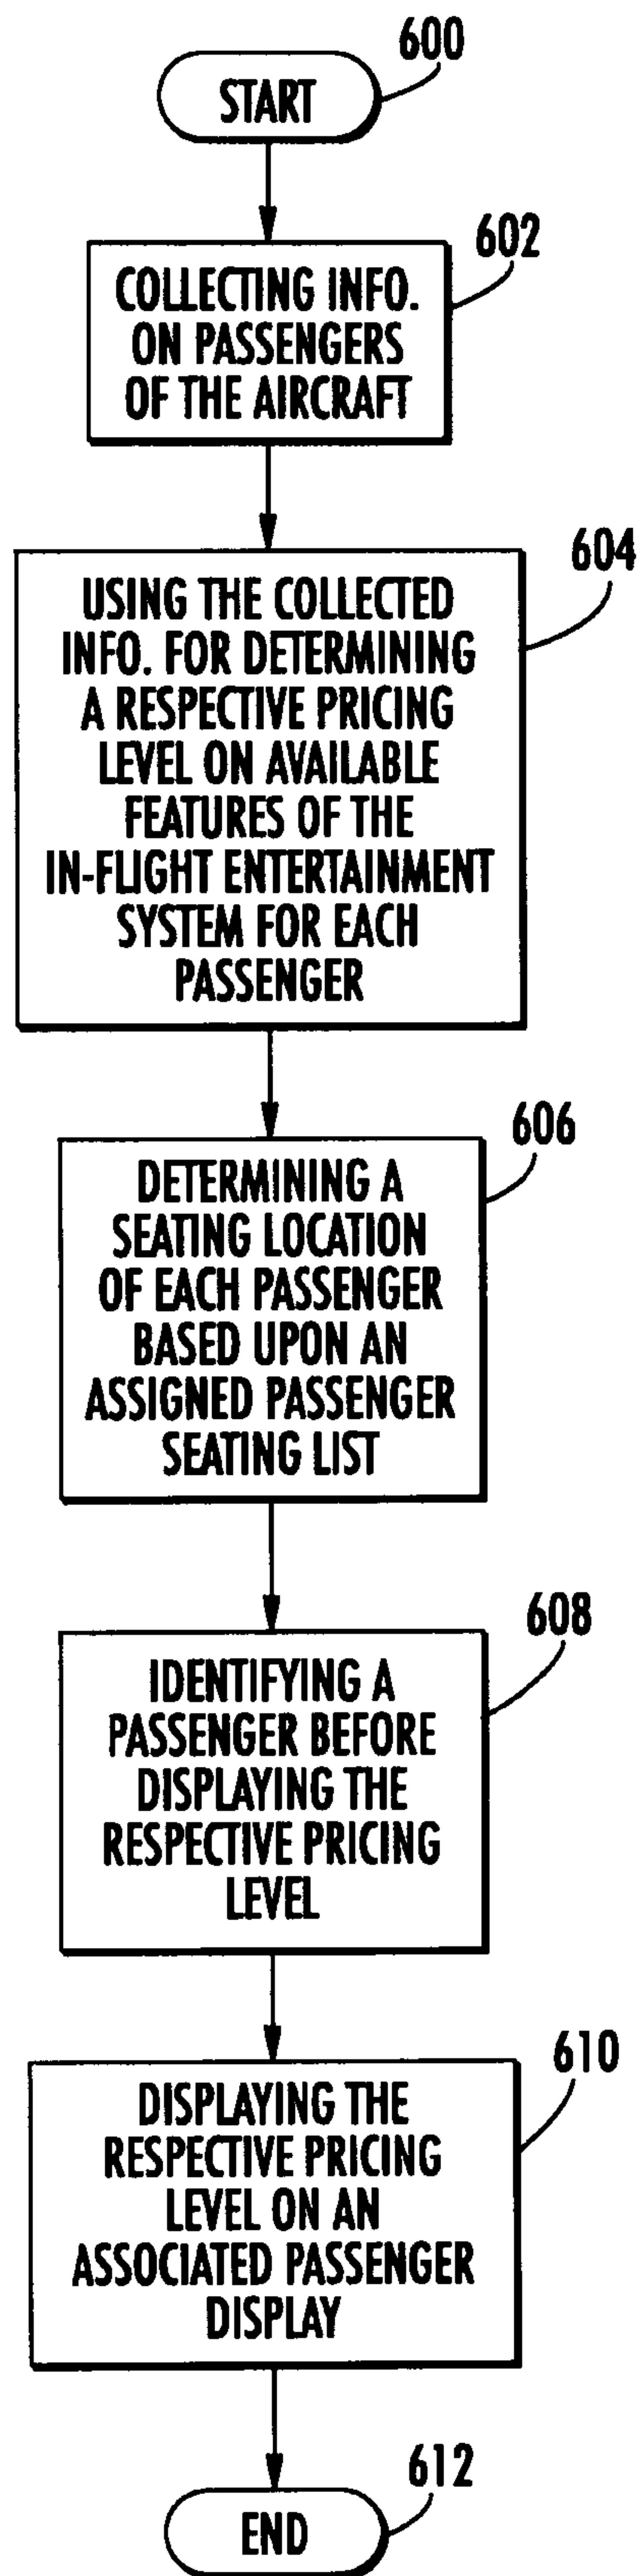 600
START
602
COLLECTING INFO.
ON PASSENGERS
OF THE AIRCRAFT
604
USING THE COLLECTED
INFO. FOR DETERMINING
A RESPECTIVE PRICING
LEVEL ON AVAILABLE
FEATURES OF THE
IN-FLIGHT ENTERTAINMENT
SYSTEM FOR EACH
PASSENGER
606
DETERMINING A
SEATING LOCATION
OF EACH PASSENGER
BASED UPON AN
ASSIGNED PASSENGER
SEATING LIST
608
IDENTIFYING A
PASSENGER BEFORE
DISPLAYING THE
RESPECTIVE PRICING
LEVEL
610
DISPLAYING THE
RESPECTIVE PRICING
LEVEL ON AN
ASSOCIATED PASSENGER
DISPLAY
612
END